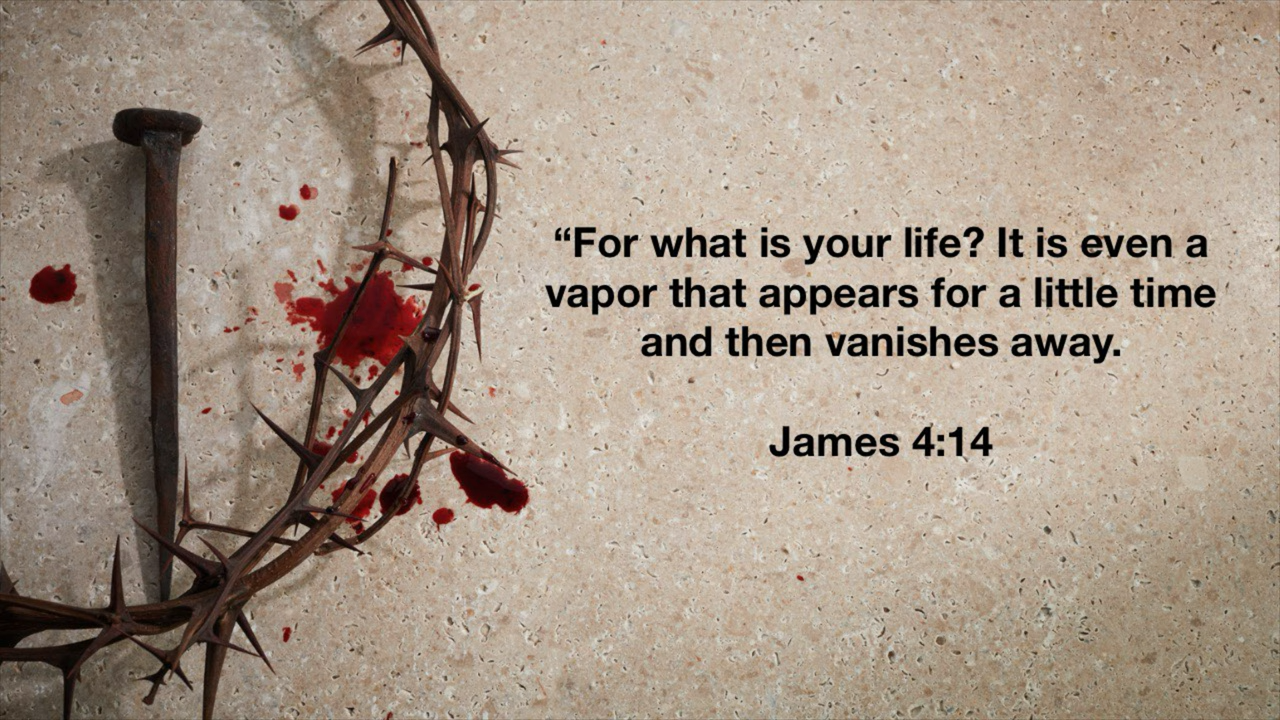 “For what is your life? It is even a
vapor that appears for a little time
and then vanishes away.
James 4:14